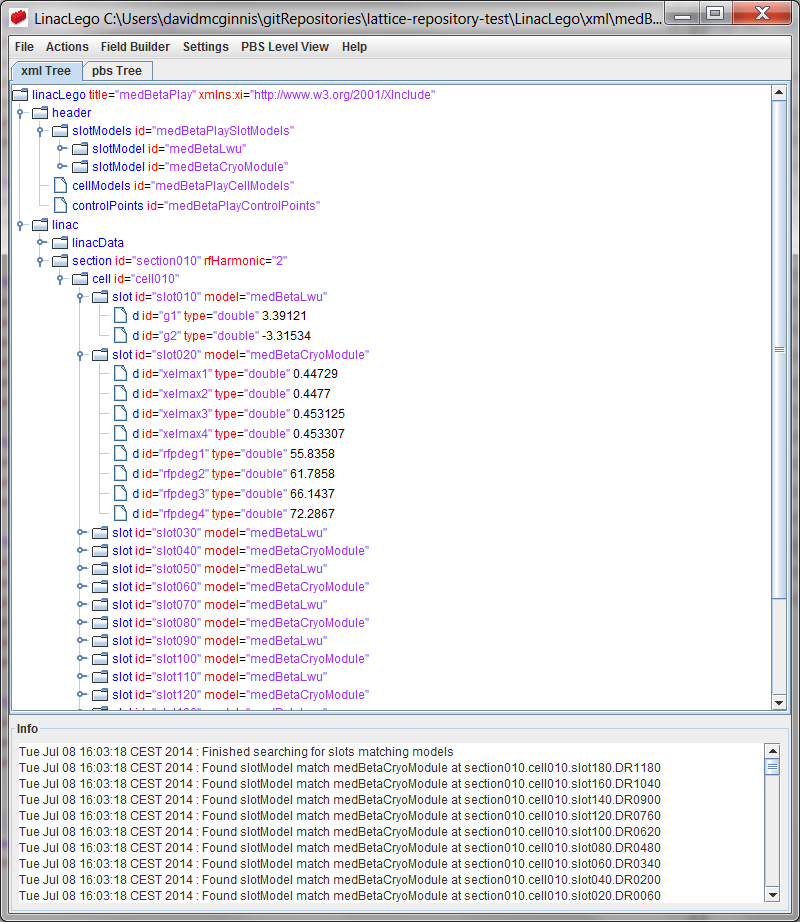 LinacLego C:\Users\davidmcginnis\gitRepositories\lattice-repository-test\LinacLego\xml\medB...
File Actions Field Builder Settings PBS Level View Help
xml Tree pbs Tree
linacLego title="medBetaPlay" xmlns:xi="http://www.w3.org/2001/XInclude"
header
slotModels id="medBetaPlaySlotModels"
slotModel id="medBetaLwu"
slotModel id="medBetaCryoModule"
cellModels id="medBetaPlayCellModels"
controlPoints id="medBetaPlayControlPoints"
linac
linacData
section id="section010" rfHarmonic="2"
cell id="cell010"
slot id="slot010" model="medBetaLwu"
d id="g1" type="double" 3.39121
d id="g2" type="double" -3.31534
slot id="slot020" model="medBetaCryoModule"
d id="xelmax1" type="double" 0.44729
d id="xelmax2" type="double" 0.4477
d id="xelmax3" type="double" 0.453125
d id="xelmax4" type="double" 0.453307
d id="rfpdeg1" type="double" 55.8358
d id="rfpdeg2" type="double" 61.7858
d id="rfpdeg3" type="double" 66.1437
d id="rfpdeg4" type="double" 72.2867
slot id="slot030" model="medBetaLwu"
slot id="slot040" model="medBetaCryoModule"
slot id="slot050" model="medBetaLwu"
slot id="slot060" model="medBetaCryoModule"
slot id="slot070" model="medBetaLwu"
slot id="slot080" model="medBetaCryoModule"
slot id="slot090" model="medBetaLwu"
slot id="slot100" model="medBetaCryoModule"
slot id="slot110" model="medBetaLwu"
slot id="slot120" model="medBetaCryoModule"
Info
Tue Jul 08 16:03:18 CEST 2014 : Finished searching for slots matching models
Tue Jul 08 16:03:18 CEST 2014 : Found slotModel match medBetaCryoModule at section010.cell010.slot180.DR1180
Tue Jul 08 16:03:18 CEST 2014 : Found slotModel match medBetaCryoModule at section010.cell010.slot160.DR1040
Tue Jul 08 16:03:18 CEST 2014 : Found slotModel match medBetaCryoModule at section010.cell010.slot140.DR0900
Tue Jul 08 16:03:18 CEST 2014 : Found slotModel match medBetaCryoModule at section010.cell010.slot120.DR0760
Tue Jul 08 16:03:18 CEST 2014 : Found slotModel match medBetaCryoModule at section010.cell010.slot100.DR0620
Tue Jul 08 16:03:18 CEST 2014 : Found slotModel match medBetaCryoModule at section010.cell010.slot080.DR0480
Tue Jul 08 16:03:18 CEST 2014 : Found slotModel match medBetaCryoModule at section010.cell010.slot060.DR0340
Tue Jul 08 16:03:18 CEST 2014 : Found slotModel match medBetaCryoModule at section010.cell010.slot040.DR0200
Tue Jul 08 16:03:18 CEST 2014 : Found slotModel match medBetaCryoModule at section010.cell010.slot020.DR0060